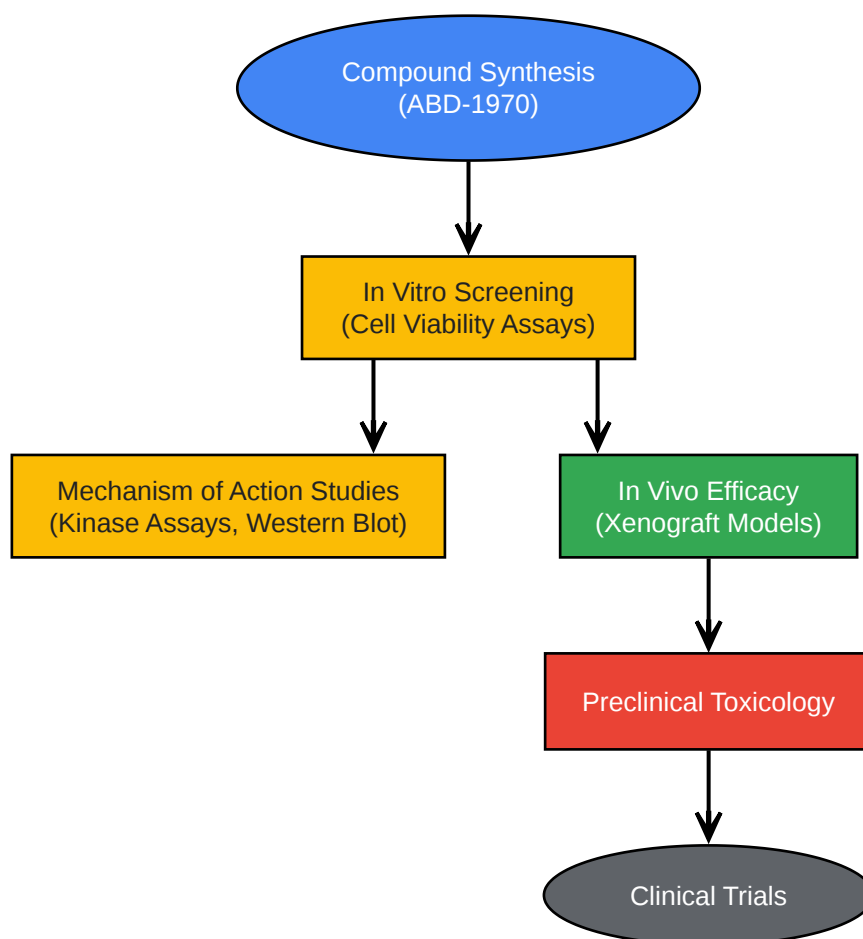 Compound Synthesis
(ABD-1970)
In Vitro Screening
(Cell Viability Assays)
Mechanism of Action Studies
(Kinase Assays, Western Blot)
In Vivo Efficacy
(Xenograft Models)
Preclinical Toxicology
Clinical Trials